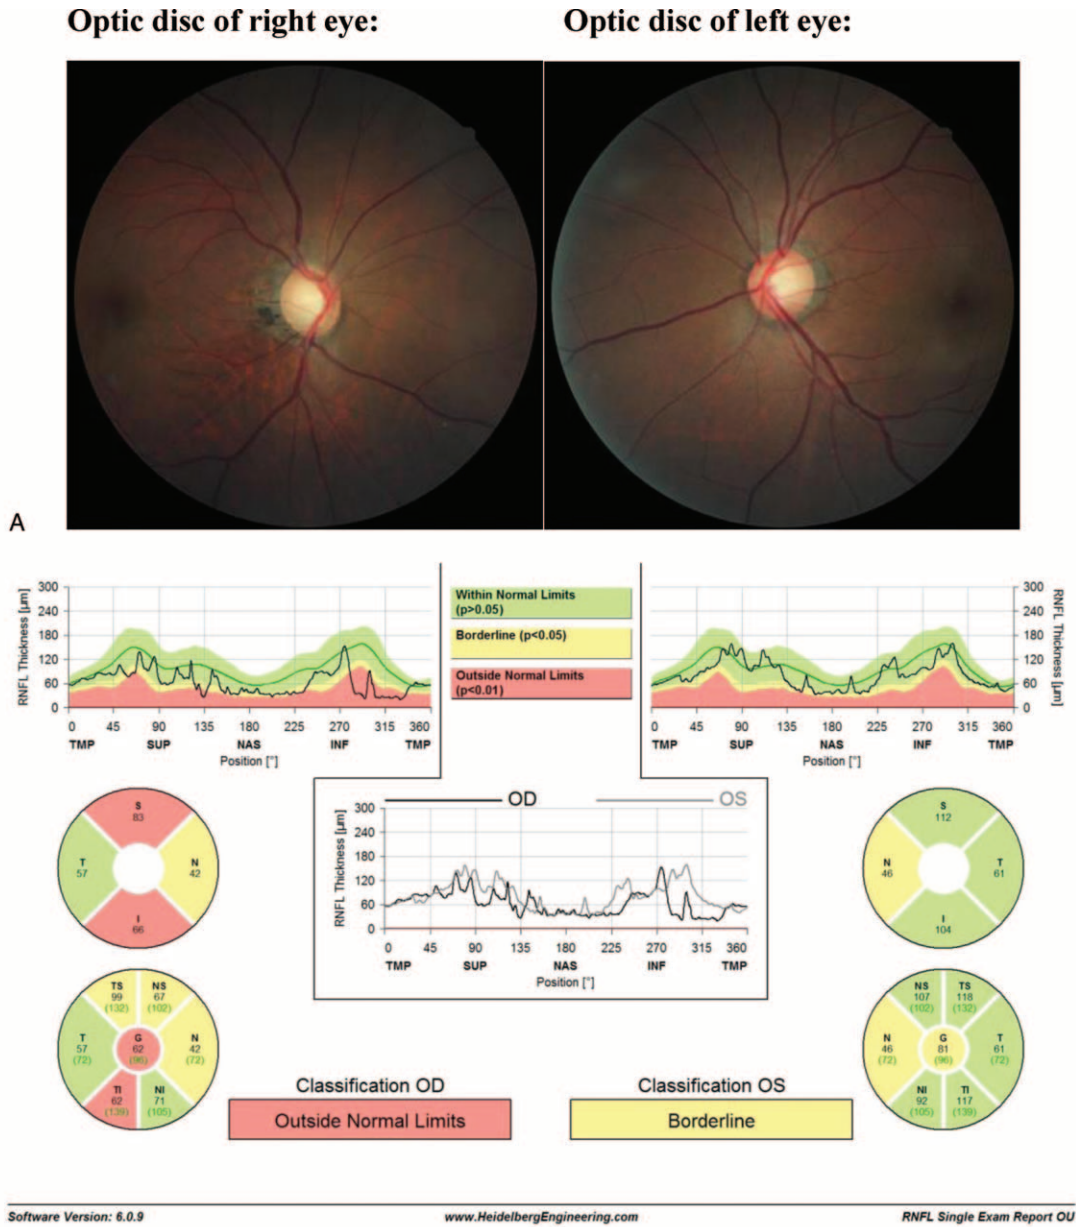 Optic disc of right eye:
Optic disc of left eye:
A
300
240
180
120
60
0
RNFL Thickness [µm]
0 45 90 135 180 225 270 315 360
TMP SUP NAS INF TMP
Position [°]
Within Normal Limits
(p>0.05)
Borderline (p<0.05)
Outside Normal Limits
(p<0.01)
300
240
180
120
60
0
RNFL Thickness [µm]
0 45 90 135 180 225 270 315 360
TMP SUP NAS INF TMP
Position [°]
S
83
T
57
N
42
I
66
OD
OS
300
240
180
120
60
0
RNFL Thickness [µm]
0 45 90 135 180 225 270 315 360
TMP SUP NAS INF TMP
Position [°]
S
112
N
46
T
61
I
104
TS
99
(132)
NS
67
(102)
T
57
(72)
G
62
(96)
N
42
(72)
TI
62
(139)
NI
71
(105)
NS
107
(102)
TS
118
(132)
N
46
(72)
G
81
(96)
T
61
(72)
NI
92
(105)
TI
117
(139)
Classification OD
Outside Normal Limits
Classification OS
Borderline
Software Version: 6.0.9
www.HeidelbergEngineering.com
RNFL Single Exam Report OU